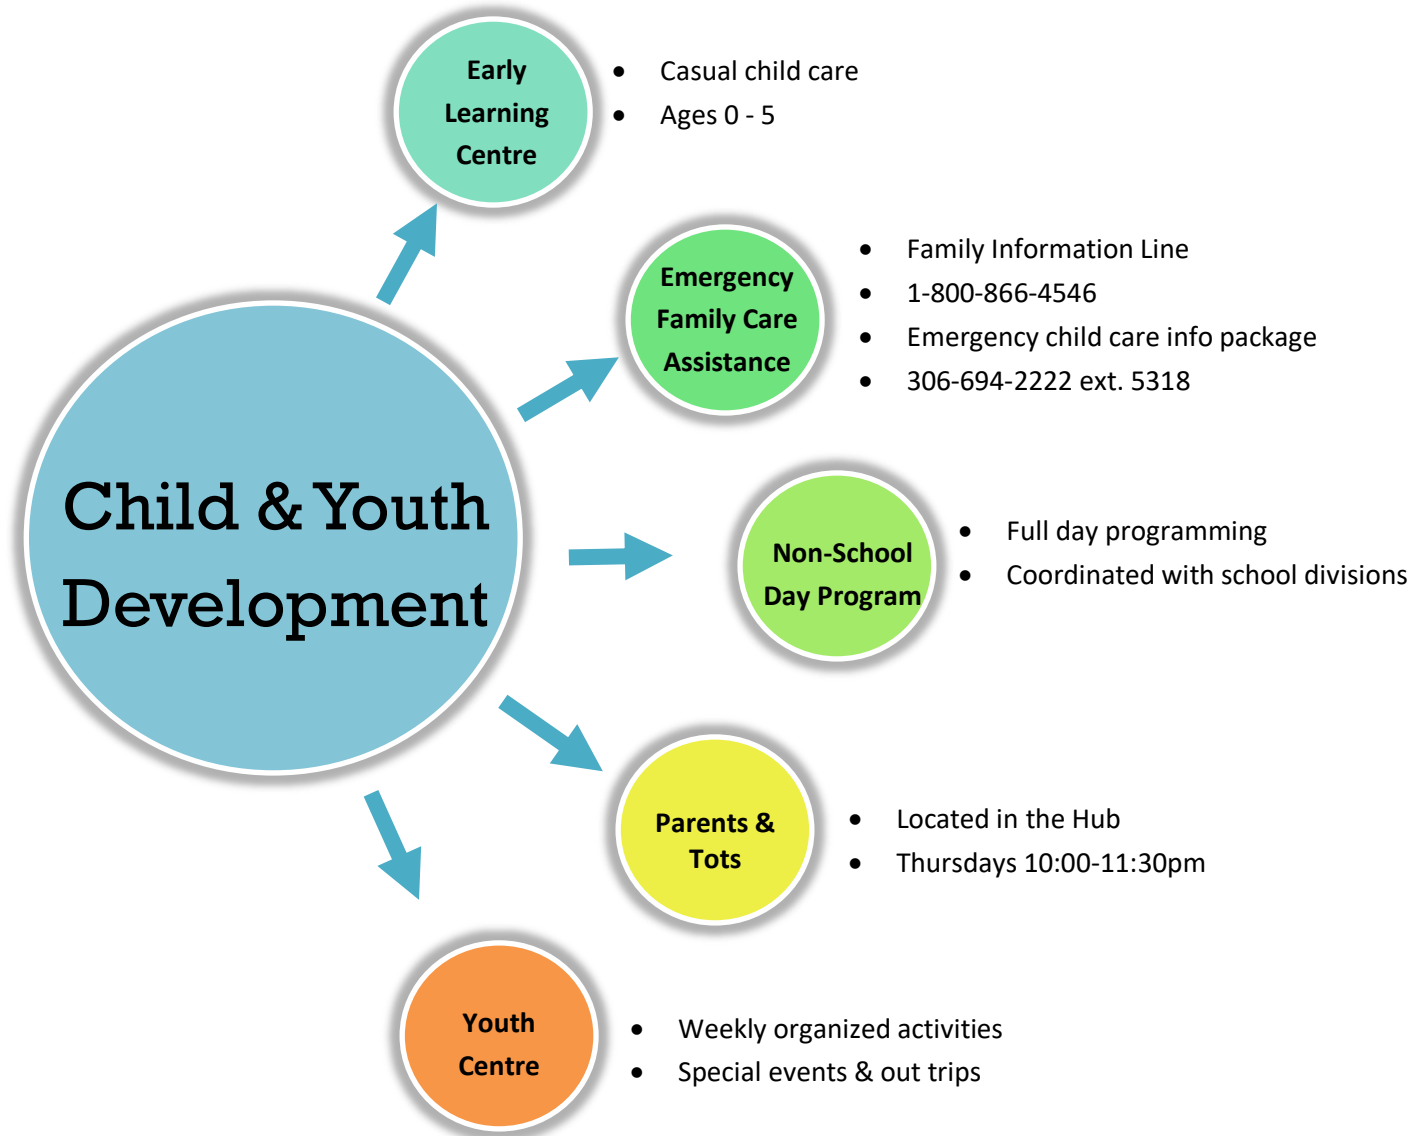 Early
Learning
Centre
• Casual child care
• Ages 0 - 5
Emergency
Family Care
Assistance
• Family Information Line
• 1-800-866-4546
• Emergency child care info package
• 306-694-2222 ext. 5318
Child & Youth
Development
Non-School
Day Program
• Full day programming
• Coordinated with school divisions
Parents &
Tots
• Located in the Hub
• Thursdays 10:00-11:30pm
Youth
Centre
• Weekly organized activities
• Special events & out trips